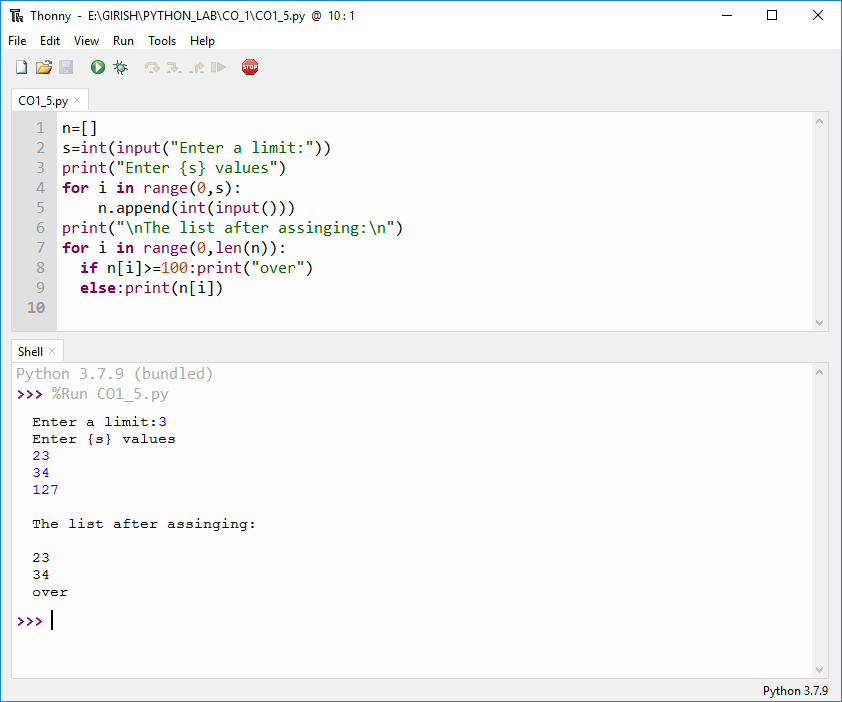 Thonny - E:\GIRISH\PYTHON_LAB\CO_1\CO1_5.py @ 10 : 1
File Edit View Run Tools Help
STOP
CO1_5.py ×
1 n=[]
2 s=int(input("Enter a limit:"))
3 print("Enter {s} values")
4 for i in range(0,s):
5     n.append(int(input()))
6 print("\nThe list after assinging:\n")
7 for i in range(0,len(n)):
8   if n[i]>=100:print("over")
9   else:print(n[i])
10
Shell ×
Python 3.7.9 (bundled)
>>> %Run CO1_5.py
Enter a limit:3
Enter {s} values
23
34
127
The list after assinging:
23
34
over
>>>
Python 3.7.9